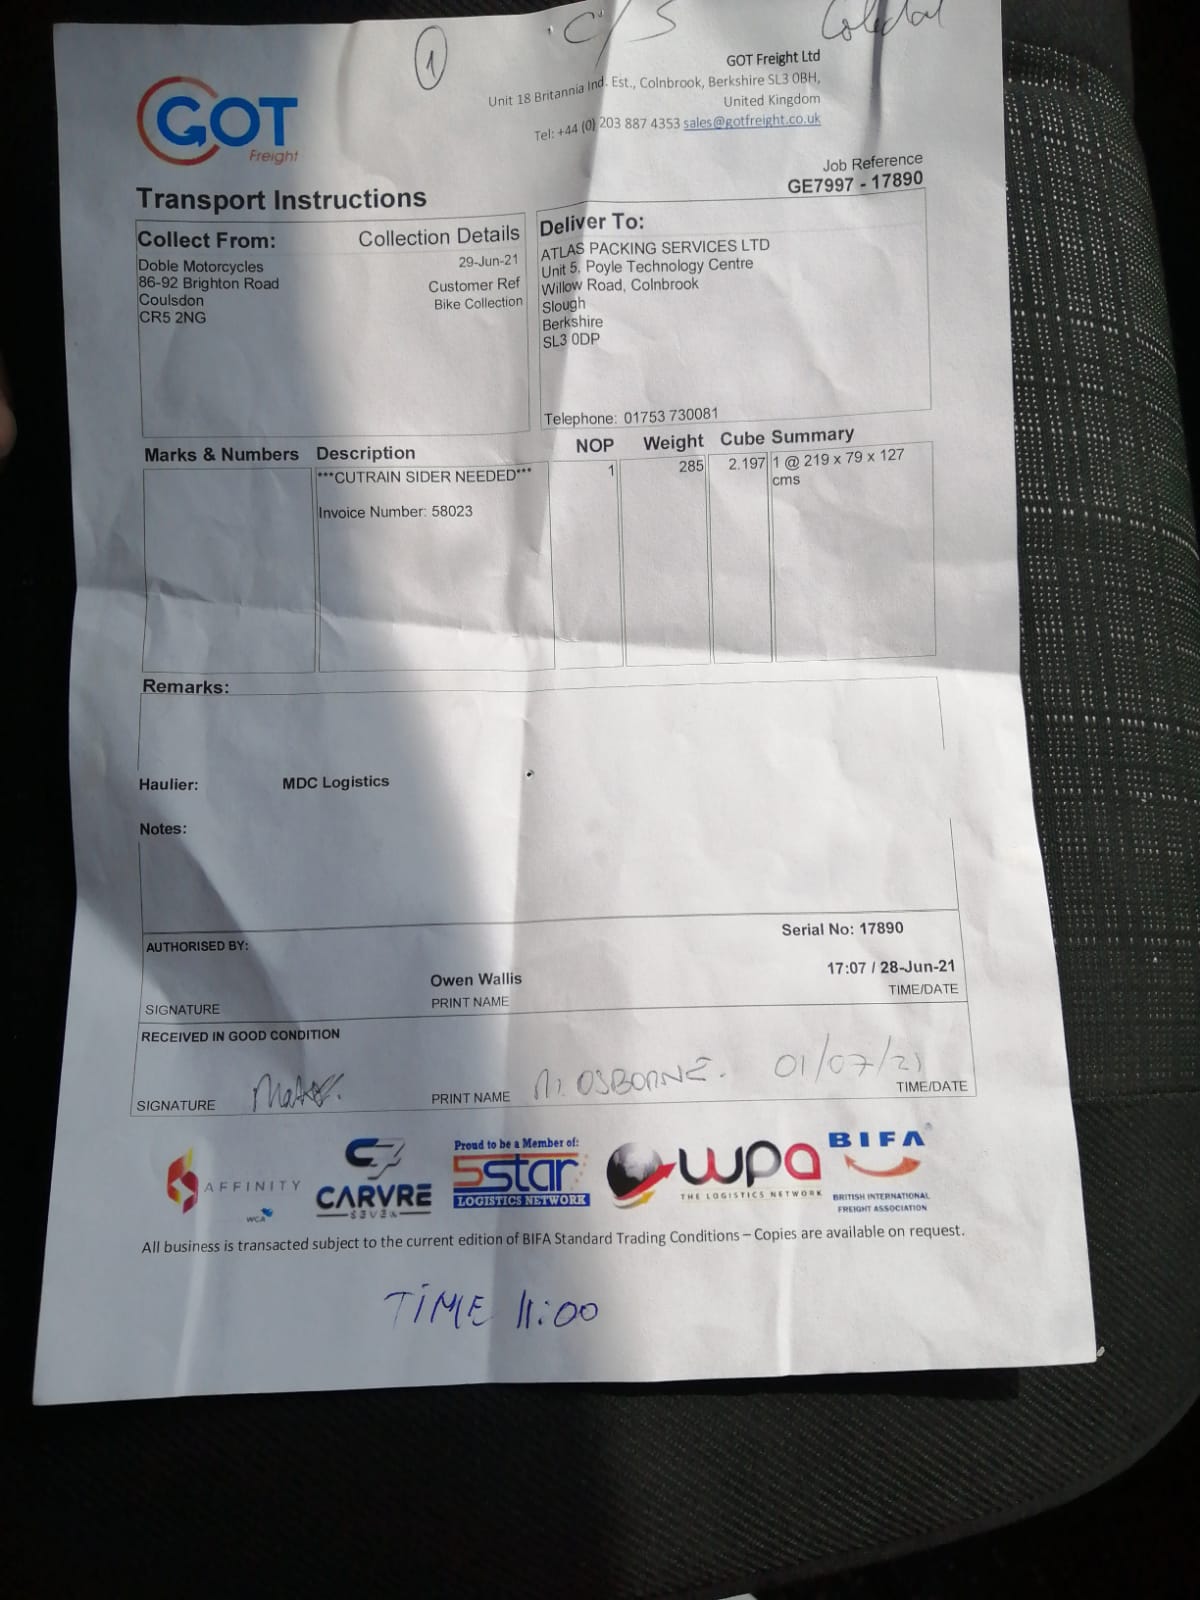 1
C/S
GOT
Freight
GOT Freight Ltd
Unit 18 Britannia Ind. Est., Colnbrook, Berkshire SL3 0BH,
United Kingdom
Tel: +44 (0) 203 887 4353 sales@gotfreight.co.uk
Job Reference
GE7997 - 17890
Transport Instructions
Collect From: Collection Details
Doble Motorcycles 29-Jun-21
86-92 Brighton Road Customer Ref
Coulsdon Bike Collection
CR5 2NG
Deliver To:
ATLAS PACKING SERVICES LTD
Unit 5, Poyle Technology Centre
Willow Road, Colnbrook
Slough
Berkshire
SL3 0DP
Telephone: 01753 730081
Marks & Numbers Description NOP Weight Cube Summary
***CUTRAIN SIDER NEEDED*** 1 285 2.197 1 @ 219 x 79 x 127
cms
Invoice Number: 58023
Remarks:
Haulier: MDC Logistics
Notes:
Serial No: 17890
AUTHORISED BY:
Owen Wallis 17:07 / 28-Jun-21
SIGNATURE PRINT NAME TIME/DATE
RECEIVED IN GOOD CONDITION
SIGNATURE PRINT NAME M. OSBORNE. 01/07/21 TIME/DATE
AFFINITY
WCA
CARVRE
S3V3N
Proud to be a Member of:
5star
LOGISTICS NETWORK
wpa
THE LOGISTICS NETWORK
BIFA
BRITISH INTERNATIONAL
FREIGHT ASSOCIATION
All business is transacted subject to the current edition of BIFA Standard Trading Conditions – Copies are available on request.
TIME 11:00